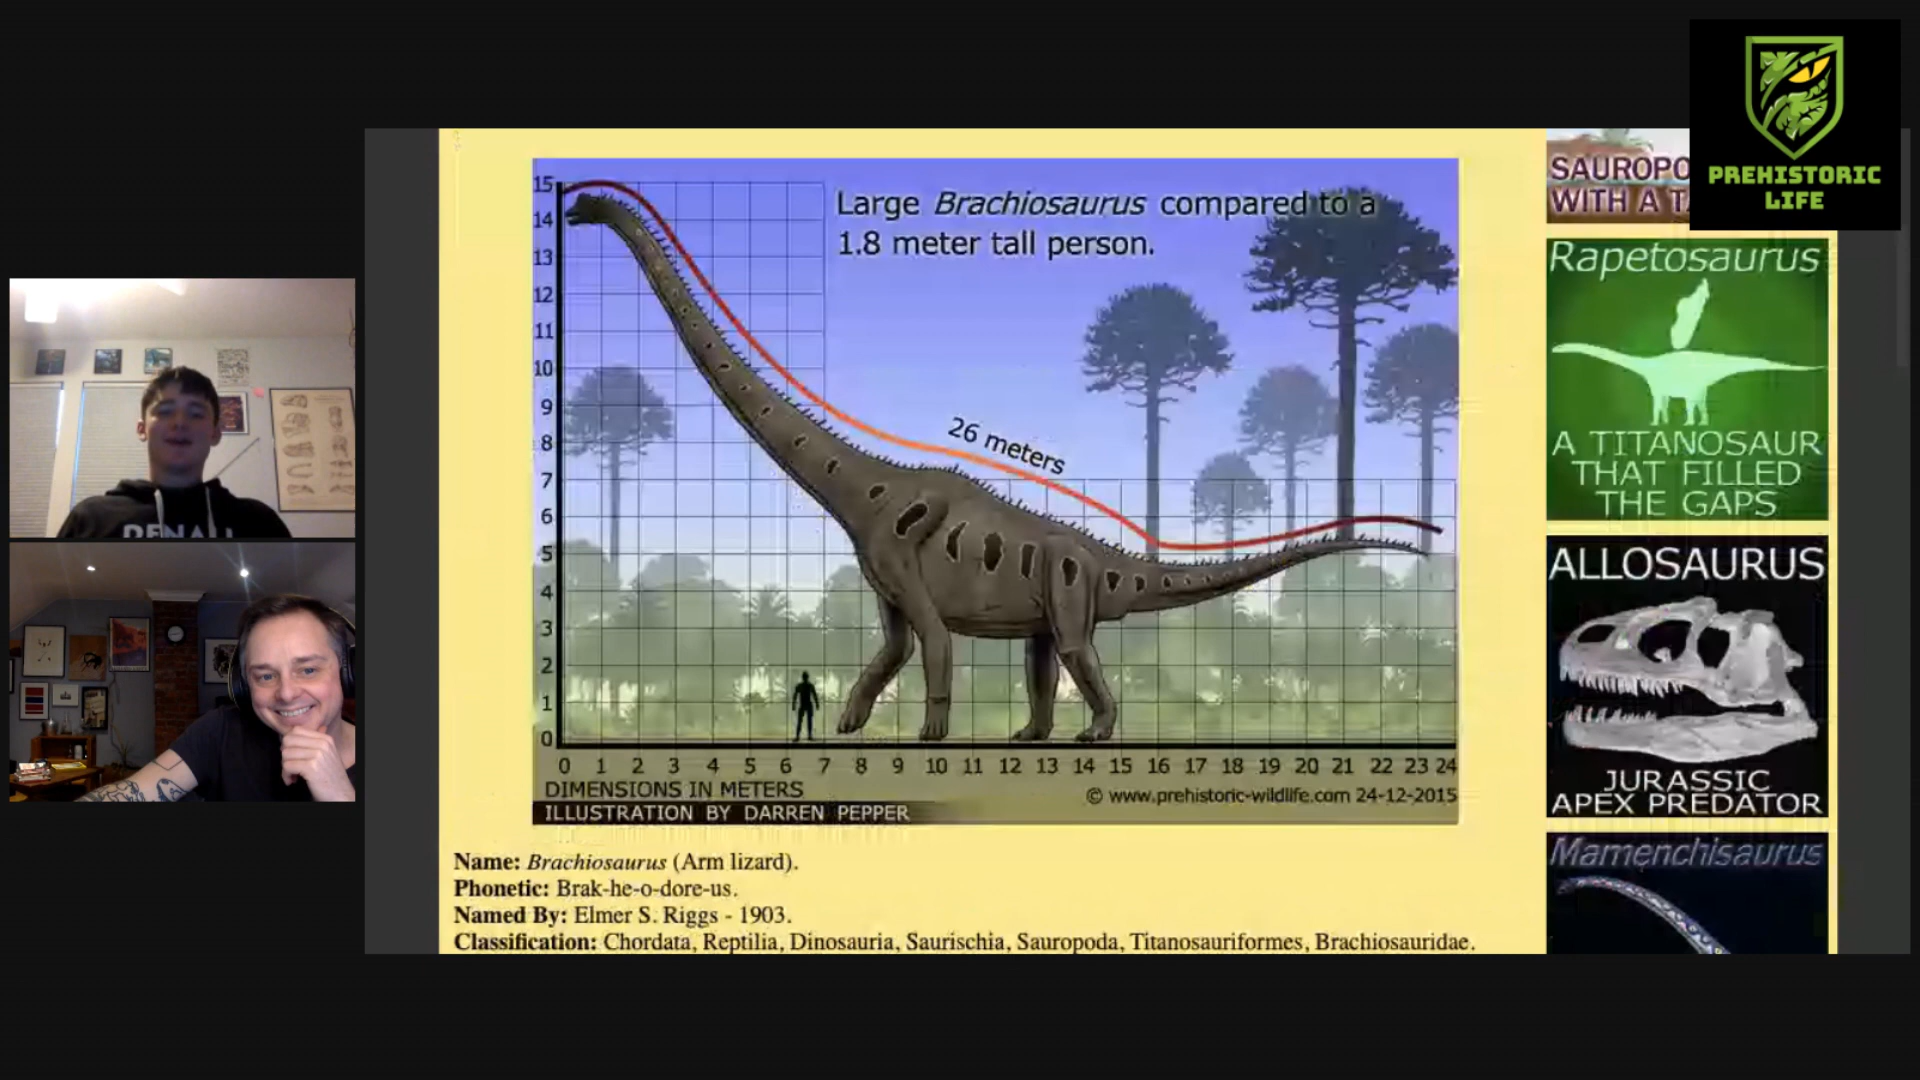 PREHISTORIC
LIFE
15
14
13
12
11
10
9
8
7
6
5
4
3
2
1
0
Large Brachiosaurus compared to a
1.8 meter tall person.
26 meters
0 1 2 3 4 5 6 7 8 9 10 11 12 13 14 15 16 17 18 19 20 21 22 23 24
DIMENSIONS IN METERS
© www.prehistoric-wildlife.com 24-12-2015
ILLUSTRATION BY DARREN PEPPER
Name: Brachiosaurus (Arm lizard).
Phonetic: Brak-he-o-dore-us.
Named By: Elmer S. Riggs - 1903.
Classification: Chordata, Reptilia, Dinosauria, Saurischia, Sauropoda, Titanosauriformes, Brachiosauridae.
SAUROPO
WITH A T
Rapetosaurus
A TITANOSAUR
THAT FILLED
THE GAPS
ALLOSAURUS
JURASSIC
APEX PREDATOR
Mamenchisaurus
DENALI